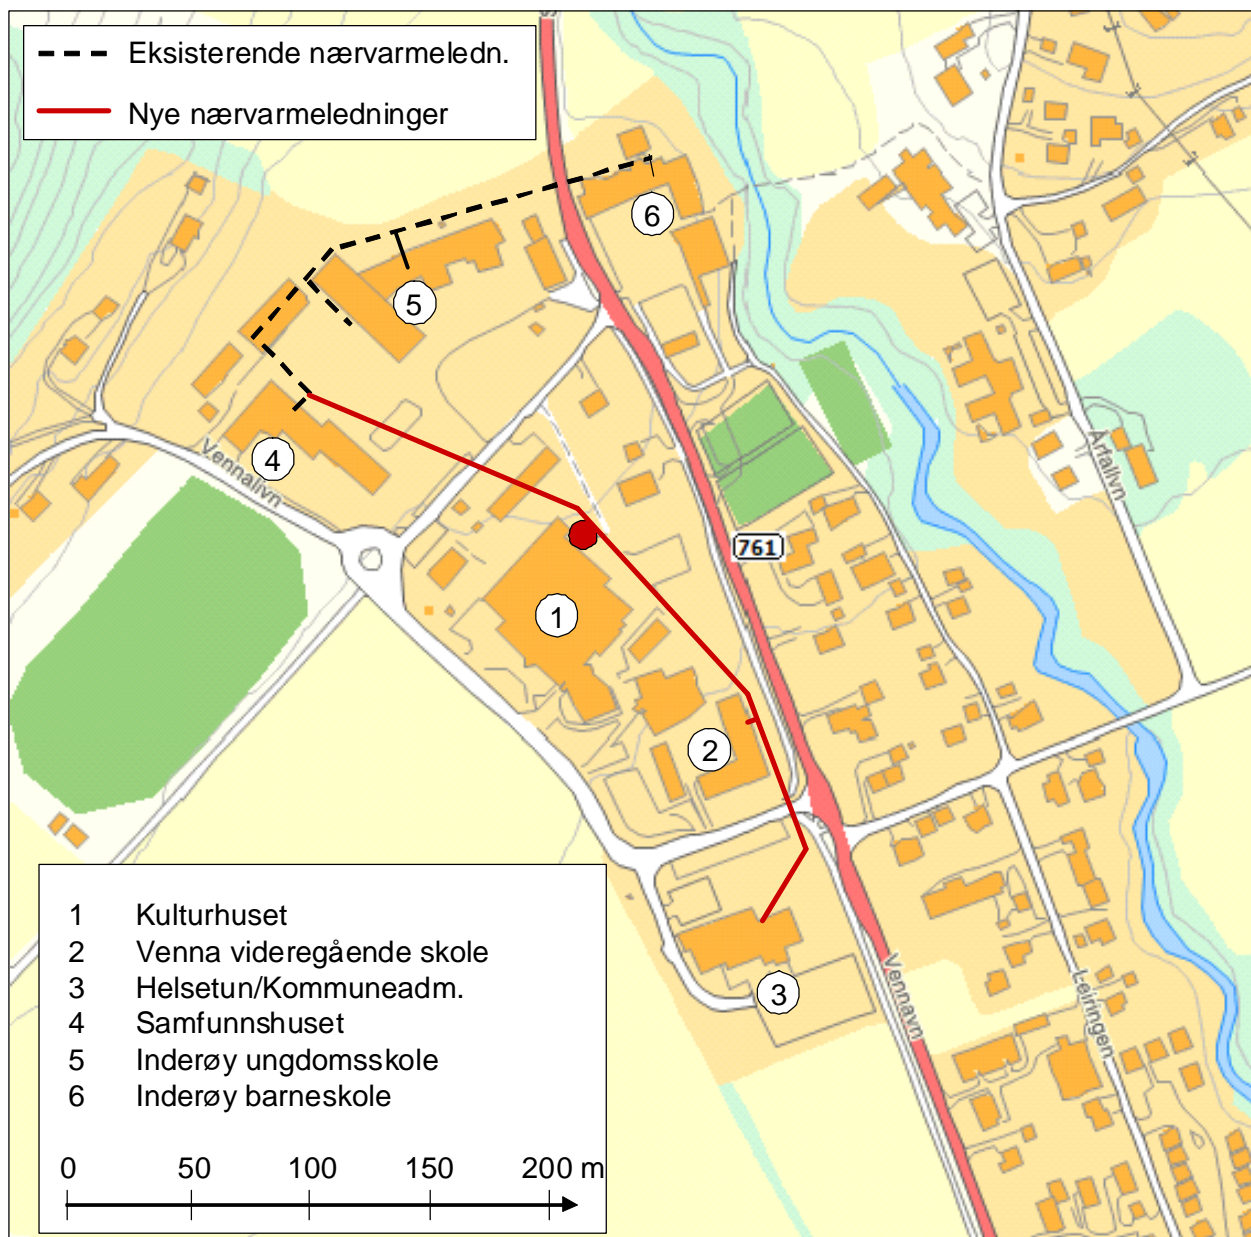 Eksisterende nærvarmeledn.
Nye nærvarmeledninger
6
5
4
Vennalivn
1
2
3
761
Årfallvn
Vennavn
Leiringen
1 Kulturhuset
2 Venna videregående skole
3 Helsetun/Kommuneadm.
4 Samfunnshuset
5 Inderøy ungdomsskole
6 Inderøy barneskole
0 50 100 150 200 m